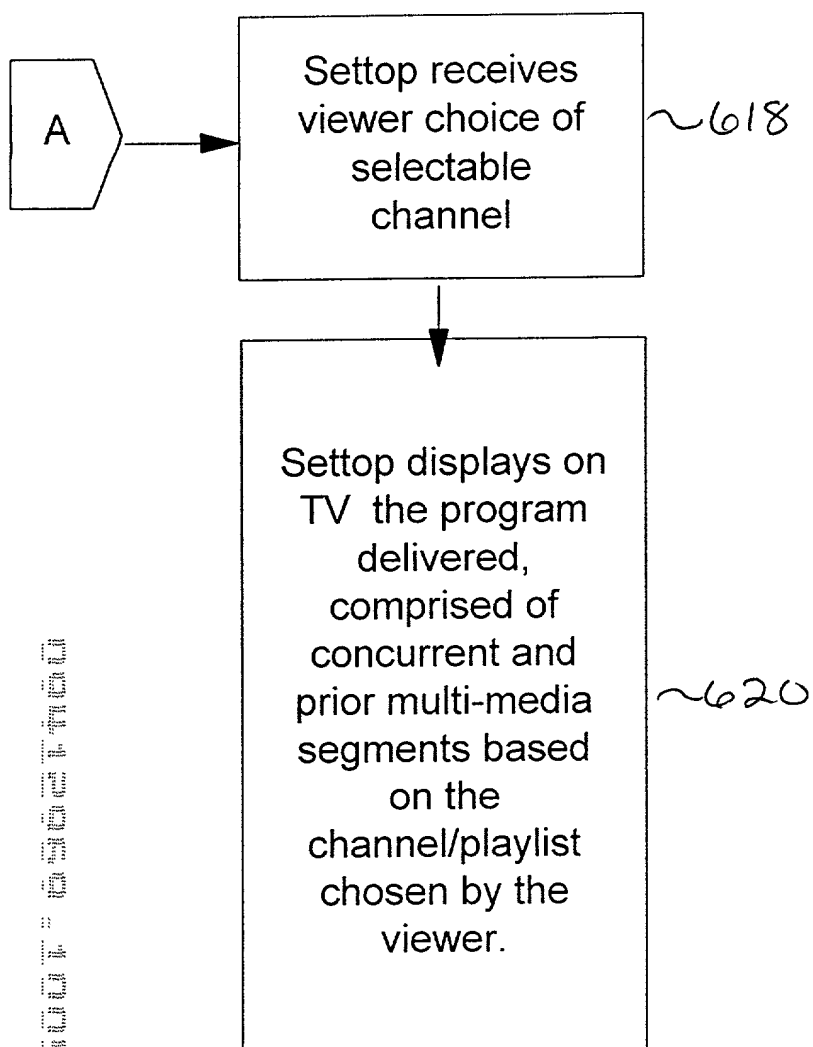 A
Settop receives
viewer choice of
selectable
channel
~618
Settop displays on
TV the program
delivered,
comprised of
concurrent and
prior multi-media
segments based
on the
channel/playlist
chosen by the
viewer.
~620